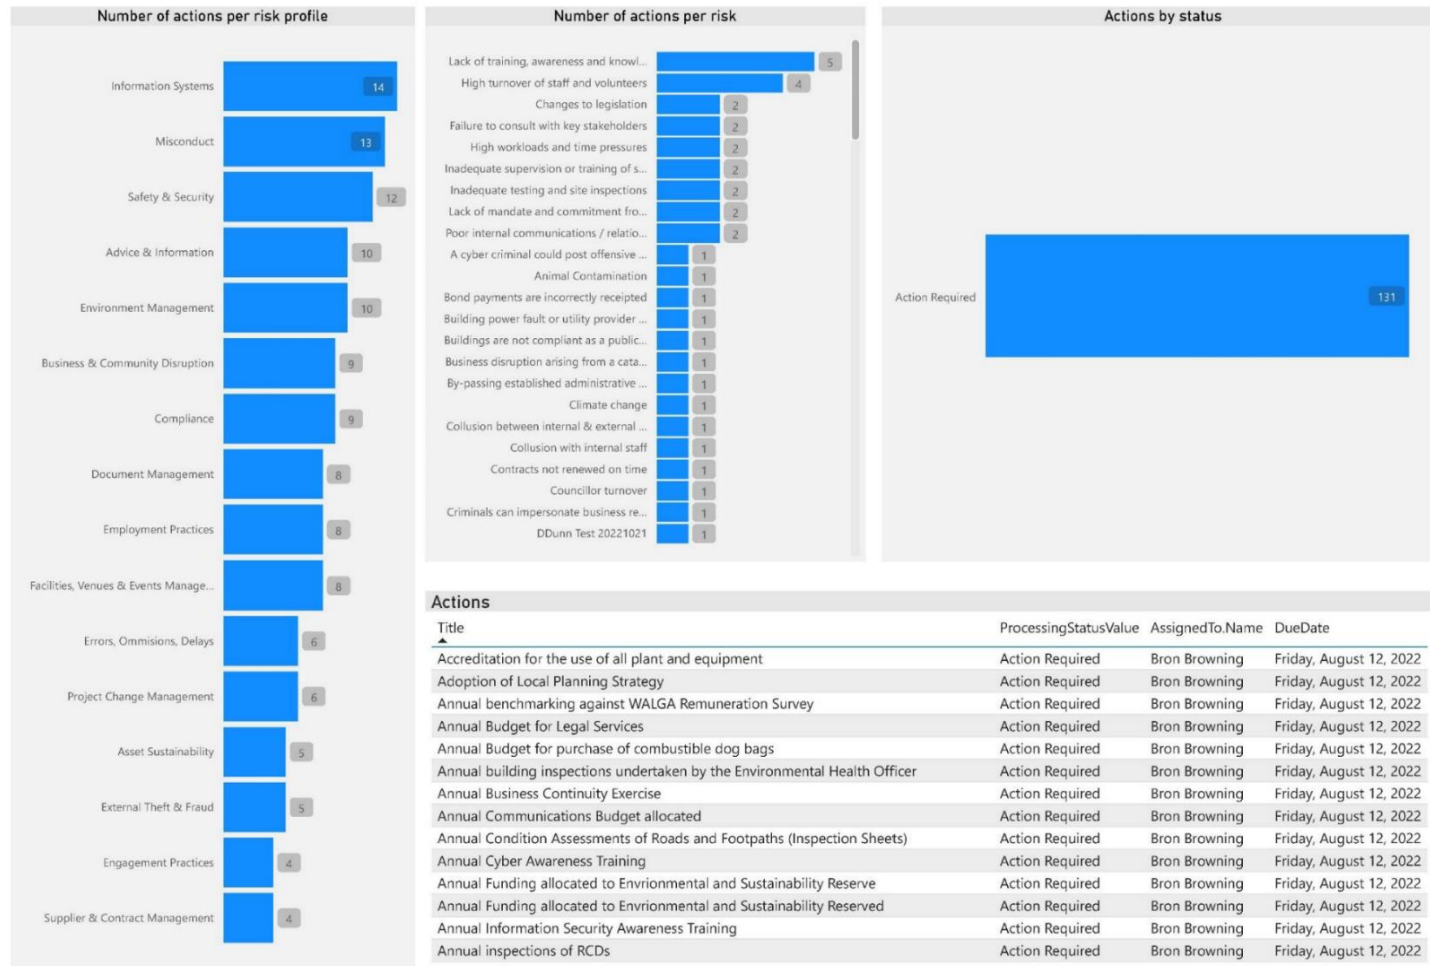 Number of actions per risk profile
Information Systems 14
Misconduct 13
Safety & Security 12
Advice & Information 10
Environment Management 10
Business & Community Disruption 9
Compliance 9
Document Management 8
Employment Practices 8
Facilities, Venues & Events Manage... 8
Errors, Ommisions, Delays 6
Project Change Management 6
Asset Sustainability 5
External Theft & Fraud 5
Engagement Practices 4
Supplier & Contract Management 4
Number of actions per risk
Lack of training, awareness and knowl... 5
High turnover of staff and volunteers 4
Changes to legislation 2
Failure to consult with key stakeholders 2
High workloads and time pressures 2
Inadequate supervision or training of s... 2
Inadequate testing and site inspections 2
Lack of mandate and commitment fro... 2
Poor internal communications / relatio... 2
A cyber criminal could post offensive ... 1
Animal Contamination 1
Bond payments are incorrectly receipted 1
Building power fault or utility provider ... 1
Buildings are not compliant as a public... 1
Business disruption arising from a cata... 1
By-passing established administrative ... 1
Climate change 1
Collusion between internal & external ... 1
Collusion with internal staff 1
Contracts not renewed on time 1
Councillor turnover 1
Criminals can impersonate business re... 1
DDunn Test 20221021 1
Actions by status
Action Required 131
Actions
Title ProcessingStatusValue AssignedTo.Name DueDate
Accreditation for the use of all plant and equipment Action Required Bron Browning Friday, August 12, 2022
Adoption of Local Planning Strategy Action Required Bron Browning Friday, August 12, 2022
Annual benchmarking against WALGA Remuneration Survey Action Required Bron Browning Friday, August 12, 2022
Annual Budget for Legal Services Action Required Bron Browning Friday, August 12, 2022
Annual Budget for purchase of combustible dog bags Action Required Bron Browning Friday, August 12, 2022
Annual building inspections undertaken by the Environmental Health Officer Action Required Bron Browning Friday, August 12, 2022
Annual Business Continuity Exercise Action Required Bron Browning Friday, August 12, 2022
Annual Communications Budget allocated Action Required Bron Browning Friday, August 12, 2022
Annual Condition Assessments of Roads and Footpaths (Inspection Sheets) Action Required Bron Browning Friday, August 12, 2022
Annual Cyber Awareness Training Action Required Bron Browning Friday, August 12, 2022
Annual Funding allocated to Envrionmental and Sustainability Reserve Action Required Bron Browning Friday, August 12, 2022
Annual Funding allocated to Envrionmental and Sustainability Reserved Action Required Bron Browning Friday, August 12, 2022
Annual Information Security Awareness Training Action Required Bron Browning Friday, August 12, 2022
Annual inspections of RCDs Action Required Bron Browning Friday, August 12, 2022